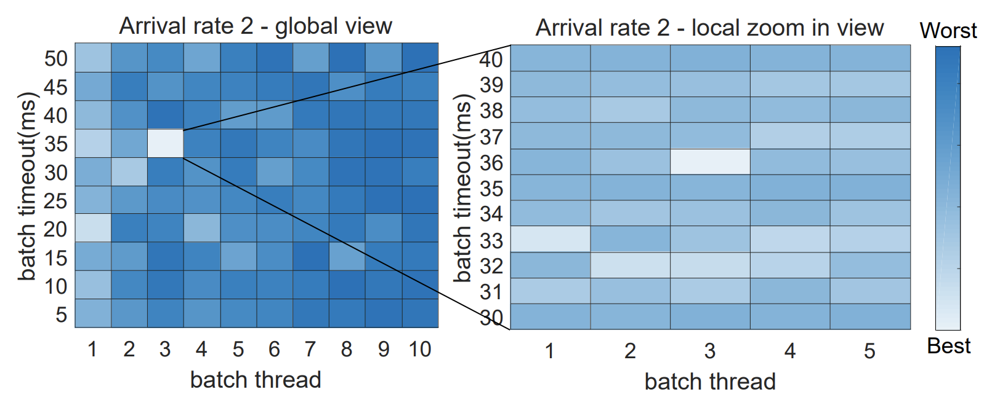 Arrival rate 2 - global view
batch timeout(ms)
50
45
40
35
30
25
20
15
10
5
1 2 3 4 5 6 7 8 9 10
batch thread
Arrival rate 2 - local zoom in view
batch timeout(ms)
40
39
38
37
36
35
34
33
32
31
30
1 2 3 4 5
batch thread
Worst
Best